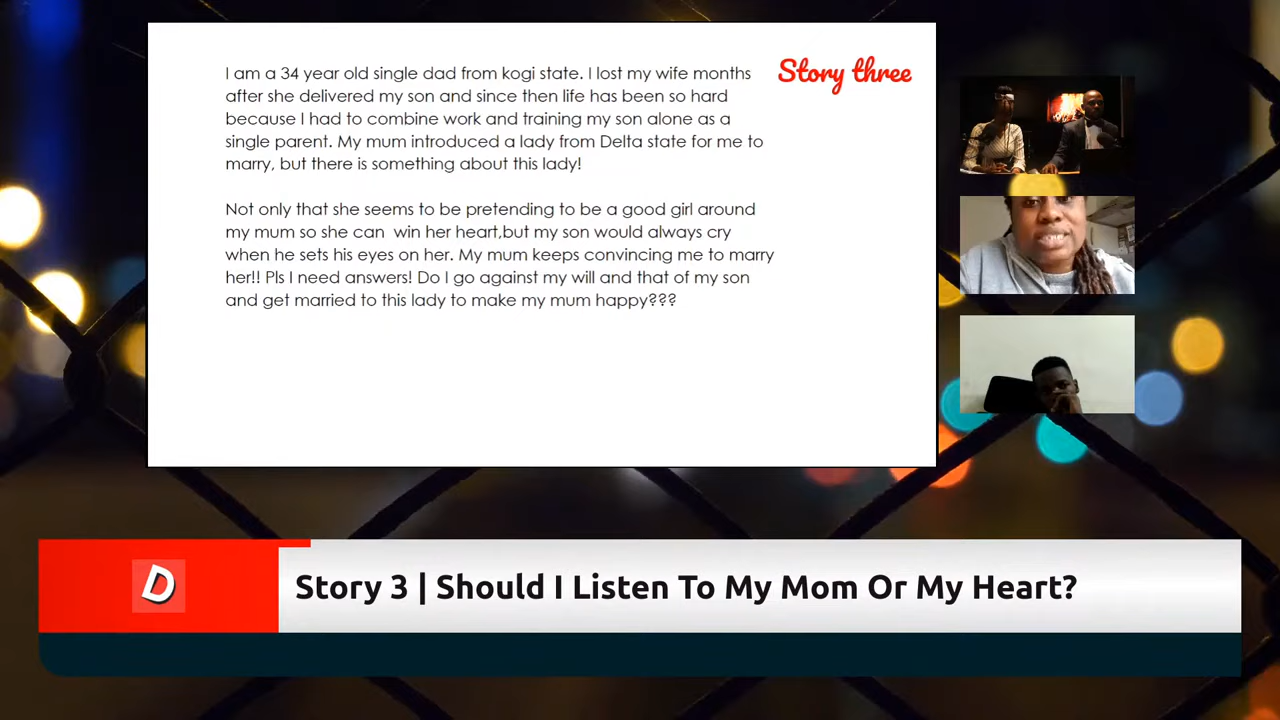 I am a 34 year old single dad from kogi state. I lost my wife months
after she delivered my son and since then life has been so hard
because I had to combine work and training my son alone as a
single parent. My mum introduced a lady from Delta state for me to
marry, but there is something about this lady!
Not only that she seems to be pretending to be a good girl around
my mum so she can  win her heart,but my son would always cry
when he sets his eyes on her. My mum keeps convincing me to marry
her!! Pls I need answers! Do I go against my will and that of my son
and get married to this lady to make my mum happy???
Story three
D
Story 3 | Should I Listen To My Mom Or My Heart?